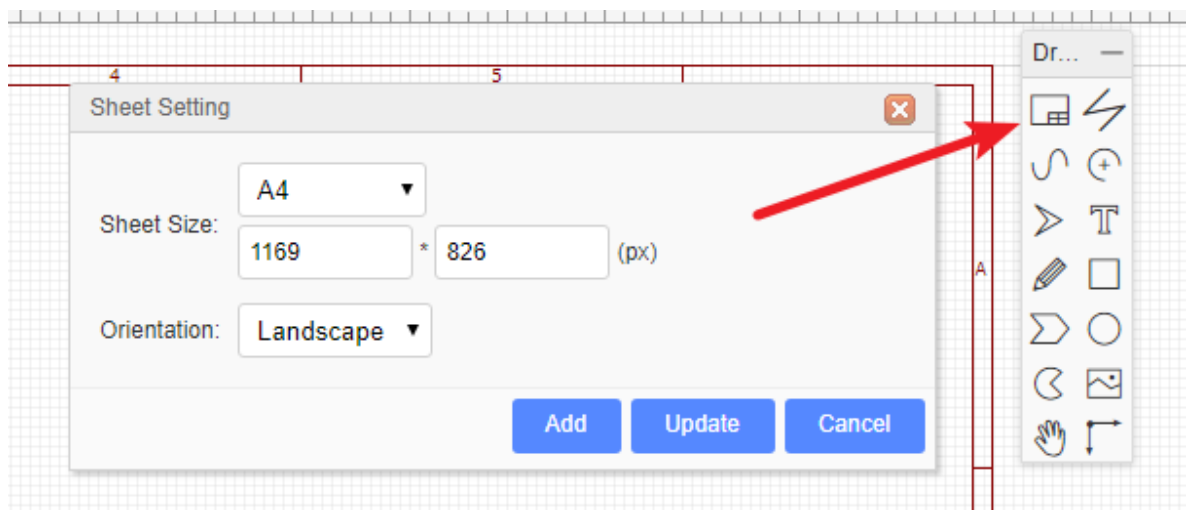 Dr...
4 5
Sheet Setting
A4
Sheet Size:
1169 * 826 (px)
A
Orientation: Landscape
Add Update Cancel
T